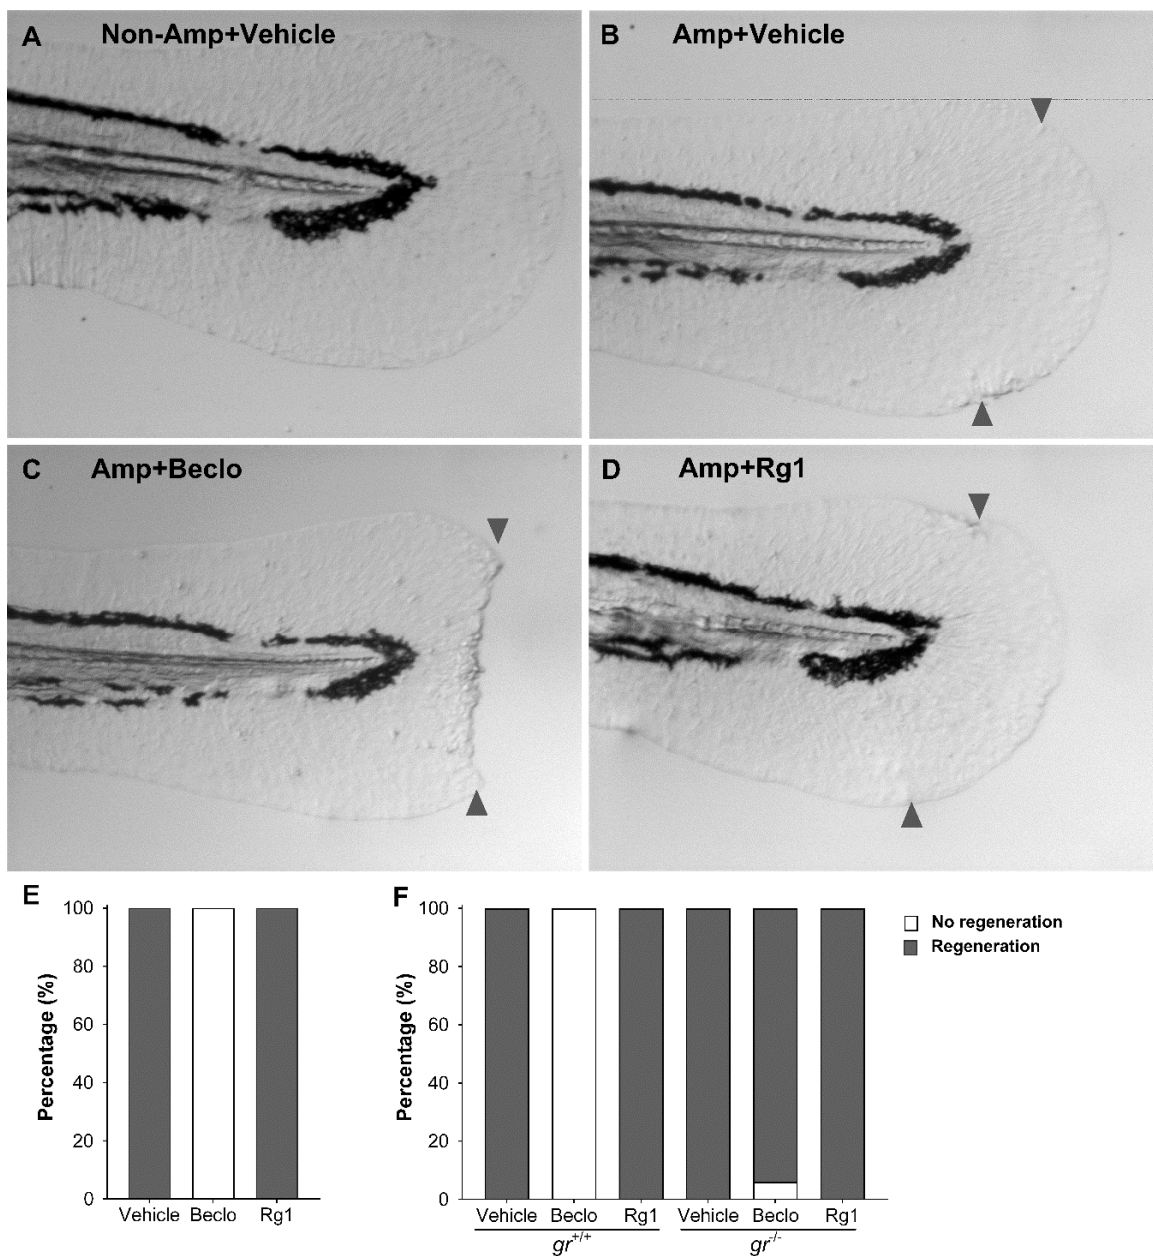 A Non-Amp+Vehicle
B Amp+Vehicle
C Amp+Beclo
D Amp+Rg1
E
100
80
60
40
20
0
Percentage (%)
Vehicle Beclo Rg1
F
100
80
60
40
20
0
Percentage (%)
Vehicle Beclo Rg1 Vehicle Beclo Rg1
gr+/+ gr-/-
No regeneration
Regeneration